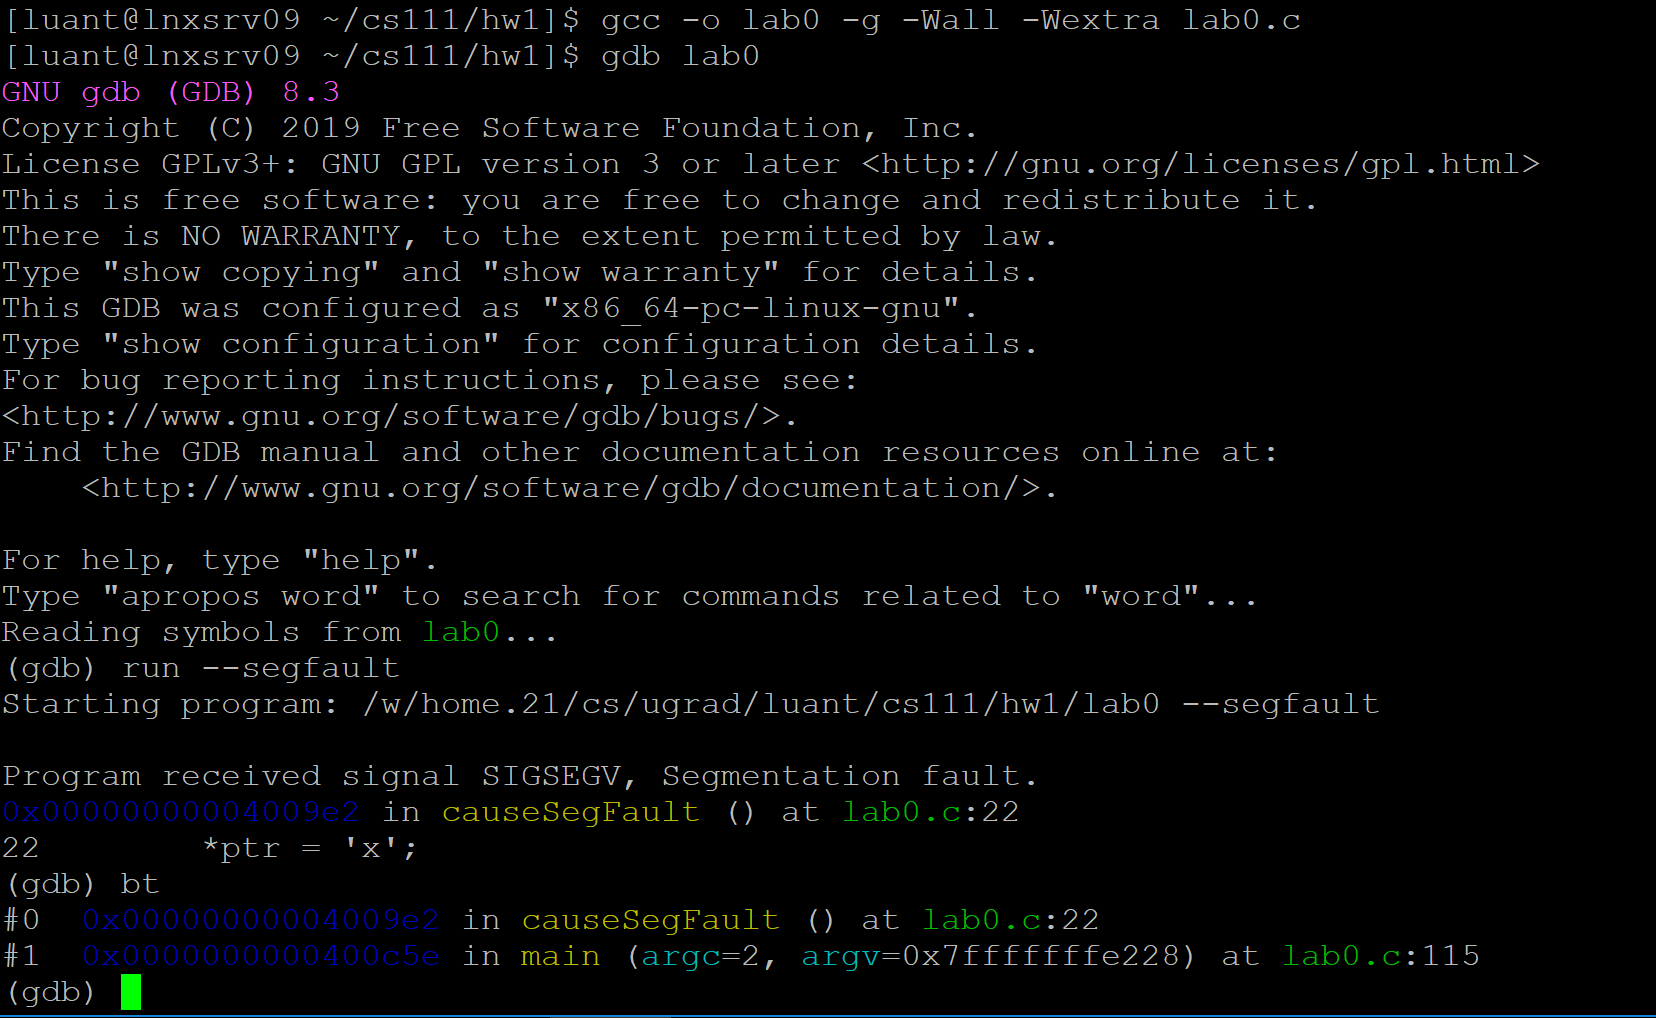 [luant@lnxsrv09 ~/cs111/hw1]$ gcc -o lab0 -g -Wall -Wextra lab0.c
[luant@lnxsrv09 ~/cs111/hw1]$ gdb lab0
GNU gdb (GDB) 8.3
Copyright (C) 2019 Free Software Foundation, Inc.
License GPLv3+: GNU GPL version 3 or later <http://gnu.org/licenses/gpl.html>
This is free software: you are free to change and redistribute it.
There is NO WARRANTY, to the extent permitted by law.
Type "show copying" and "show warranty" for details.
This GDB was configured as "x86_64-pc-linux-gnu".
Type "show configuration" for configuration details.
For bug reporting instructions, please see:
<http://www.gnu.org/software/gdb/bugs/>.
Find the GDB manual and other documentation resources online at:
    <http://www.gnu.org/software/gdb/documentation/>.

For help, type "help".
Type "apropos word" to search for commands related to "word"...
Reading symbols from lab0...
(gdb) run --segfault
Starting program: /w/home.21/cs/ugrad/luant/cs111/hw1/lab0 --segfault

Program received signal SIGSEGV, Segmentation fault.
0x00000000004009e2 in causeSegFault () at lab0.c:22
22        *ptr = 'x';
(gdb) bt
#0  0x00000000004009e2 in causeSegFault () at lab0.c:22
#1  0x0000000000400c5e in main (argc=2, argv=0x7fffffffe228) at lab0.c:115
(gdb)